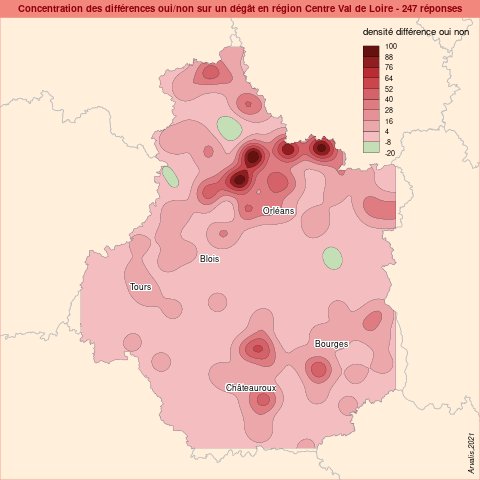 Concentration des différences oui/non sur un dégât en région Centre Val de Loire - 247 réponses
densité différence oui non
100
88
76
64
52
40
28
16
4
-8
-20
Orléans
Blois
Tours
Bourges
Châteauroux
Arvalis,2021